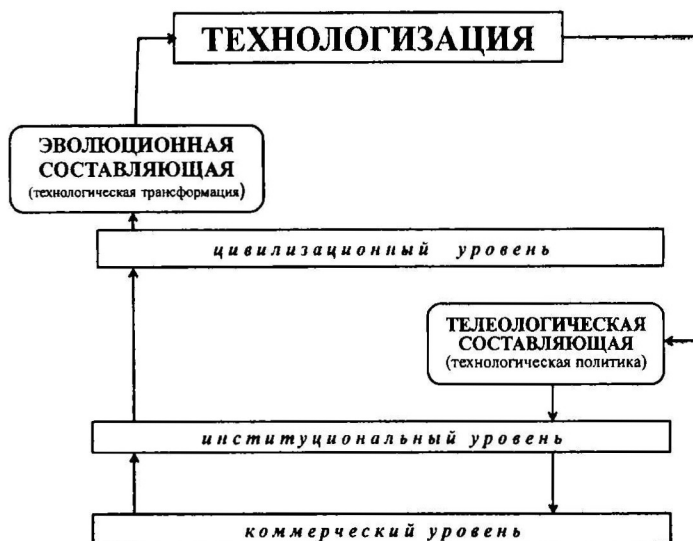 ТЕХНОЛОГИЗАЦИЯ
ЭВОЛЮЦИОННАЯ
СОСТАВЛЯЮЩАЯ
(технологическая трансформация)
цивилизационный уровень
ТЕЛЕОЛОГИЧЕСКАЯ
СОСТАВЛЯЮЩАЯ
(технологическая политика)
институциональный уровень
коммерческий уровень